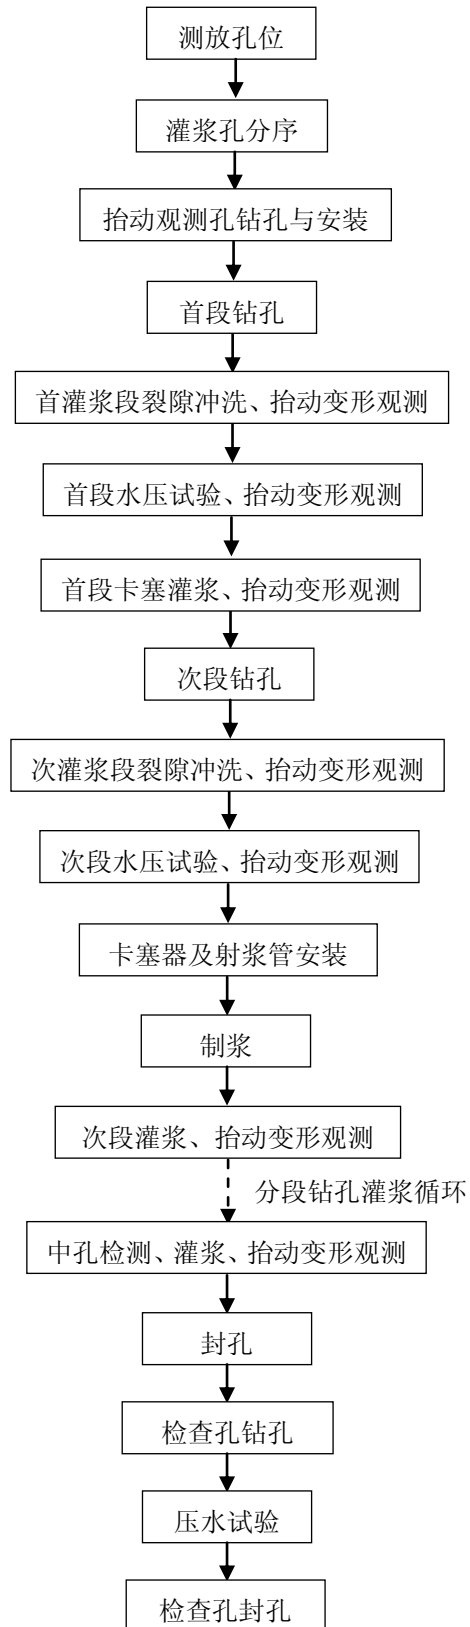 测放孔位
灌浆孔分序
抬动观测孔钻孔与安装
首段钻孔
首灌浆段裂隙冲洗、抬动变形观测
首段水压试验、抬动变形观测
首段卡塞灌浆、抬动变形观测
次段钻孔
次灌浆段裂隙冲洗、抬动变形观测
次段水压试验、抬动变形观测
卡塞器及射浆管安装
制浆
次段灌浆、抬动变形观测
分段钻孔灌浆循环
中孔检测、灌浆、抬动变形观测
封孔
检查孔钻孔
压水试验
检查孔封孔